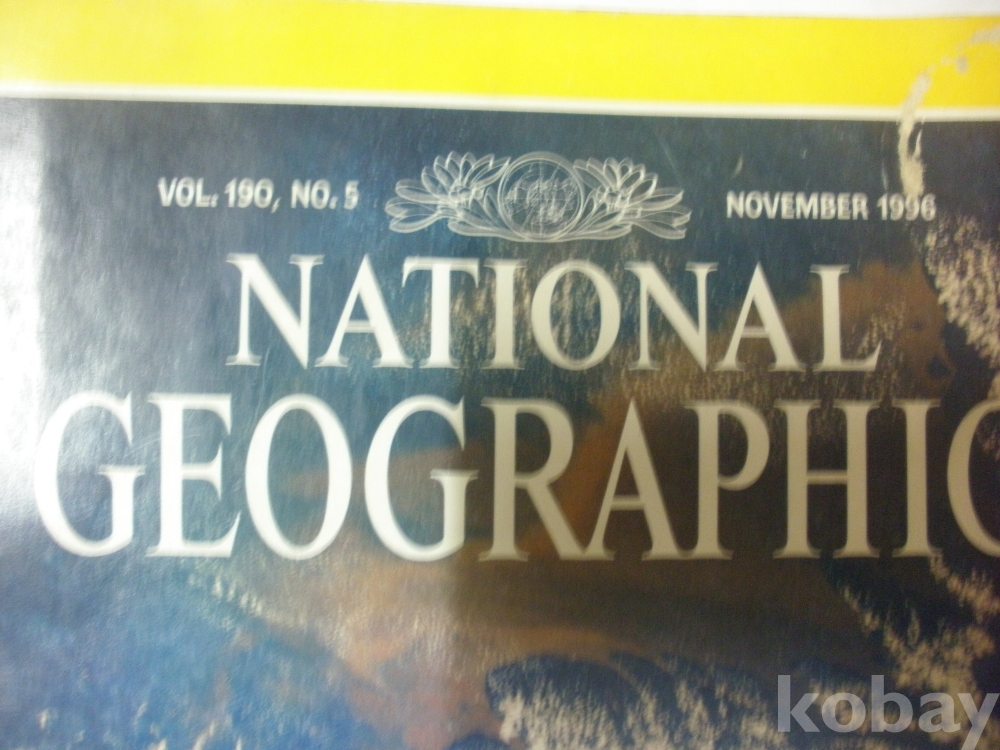 VOL. 190, NO. 5
NOVEMBER 1996
NATIONAL
GEOGRAPHIC
kobay